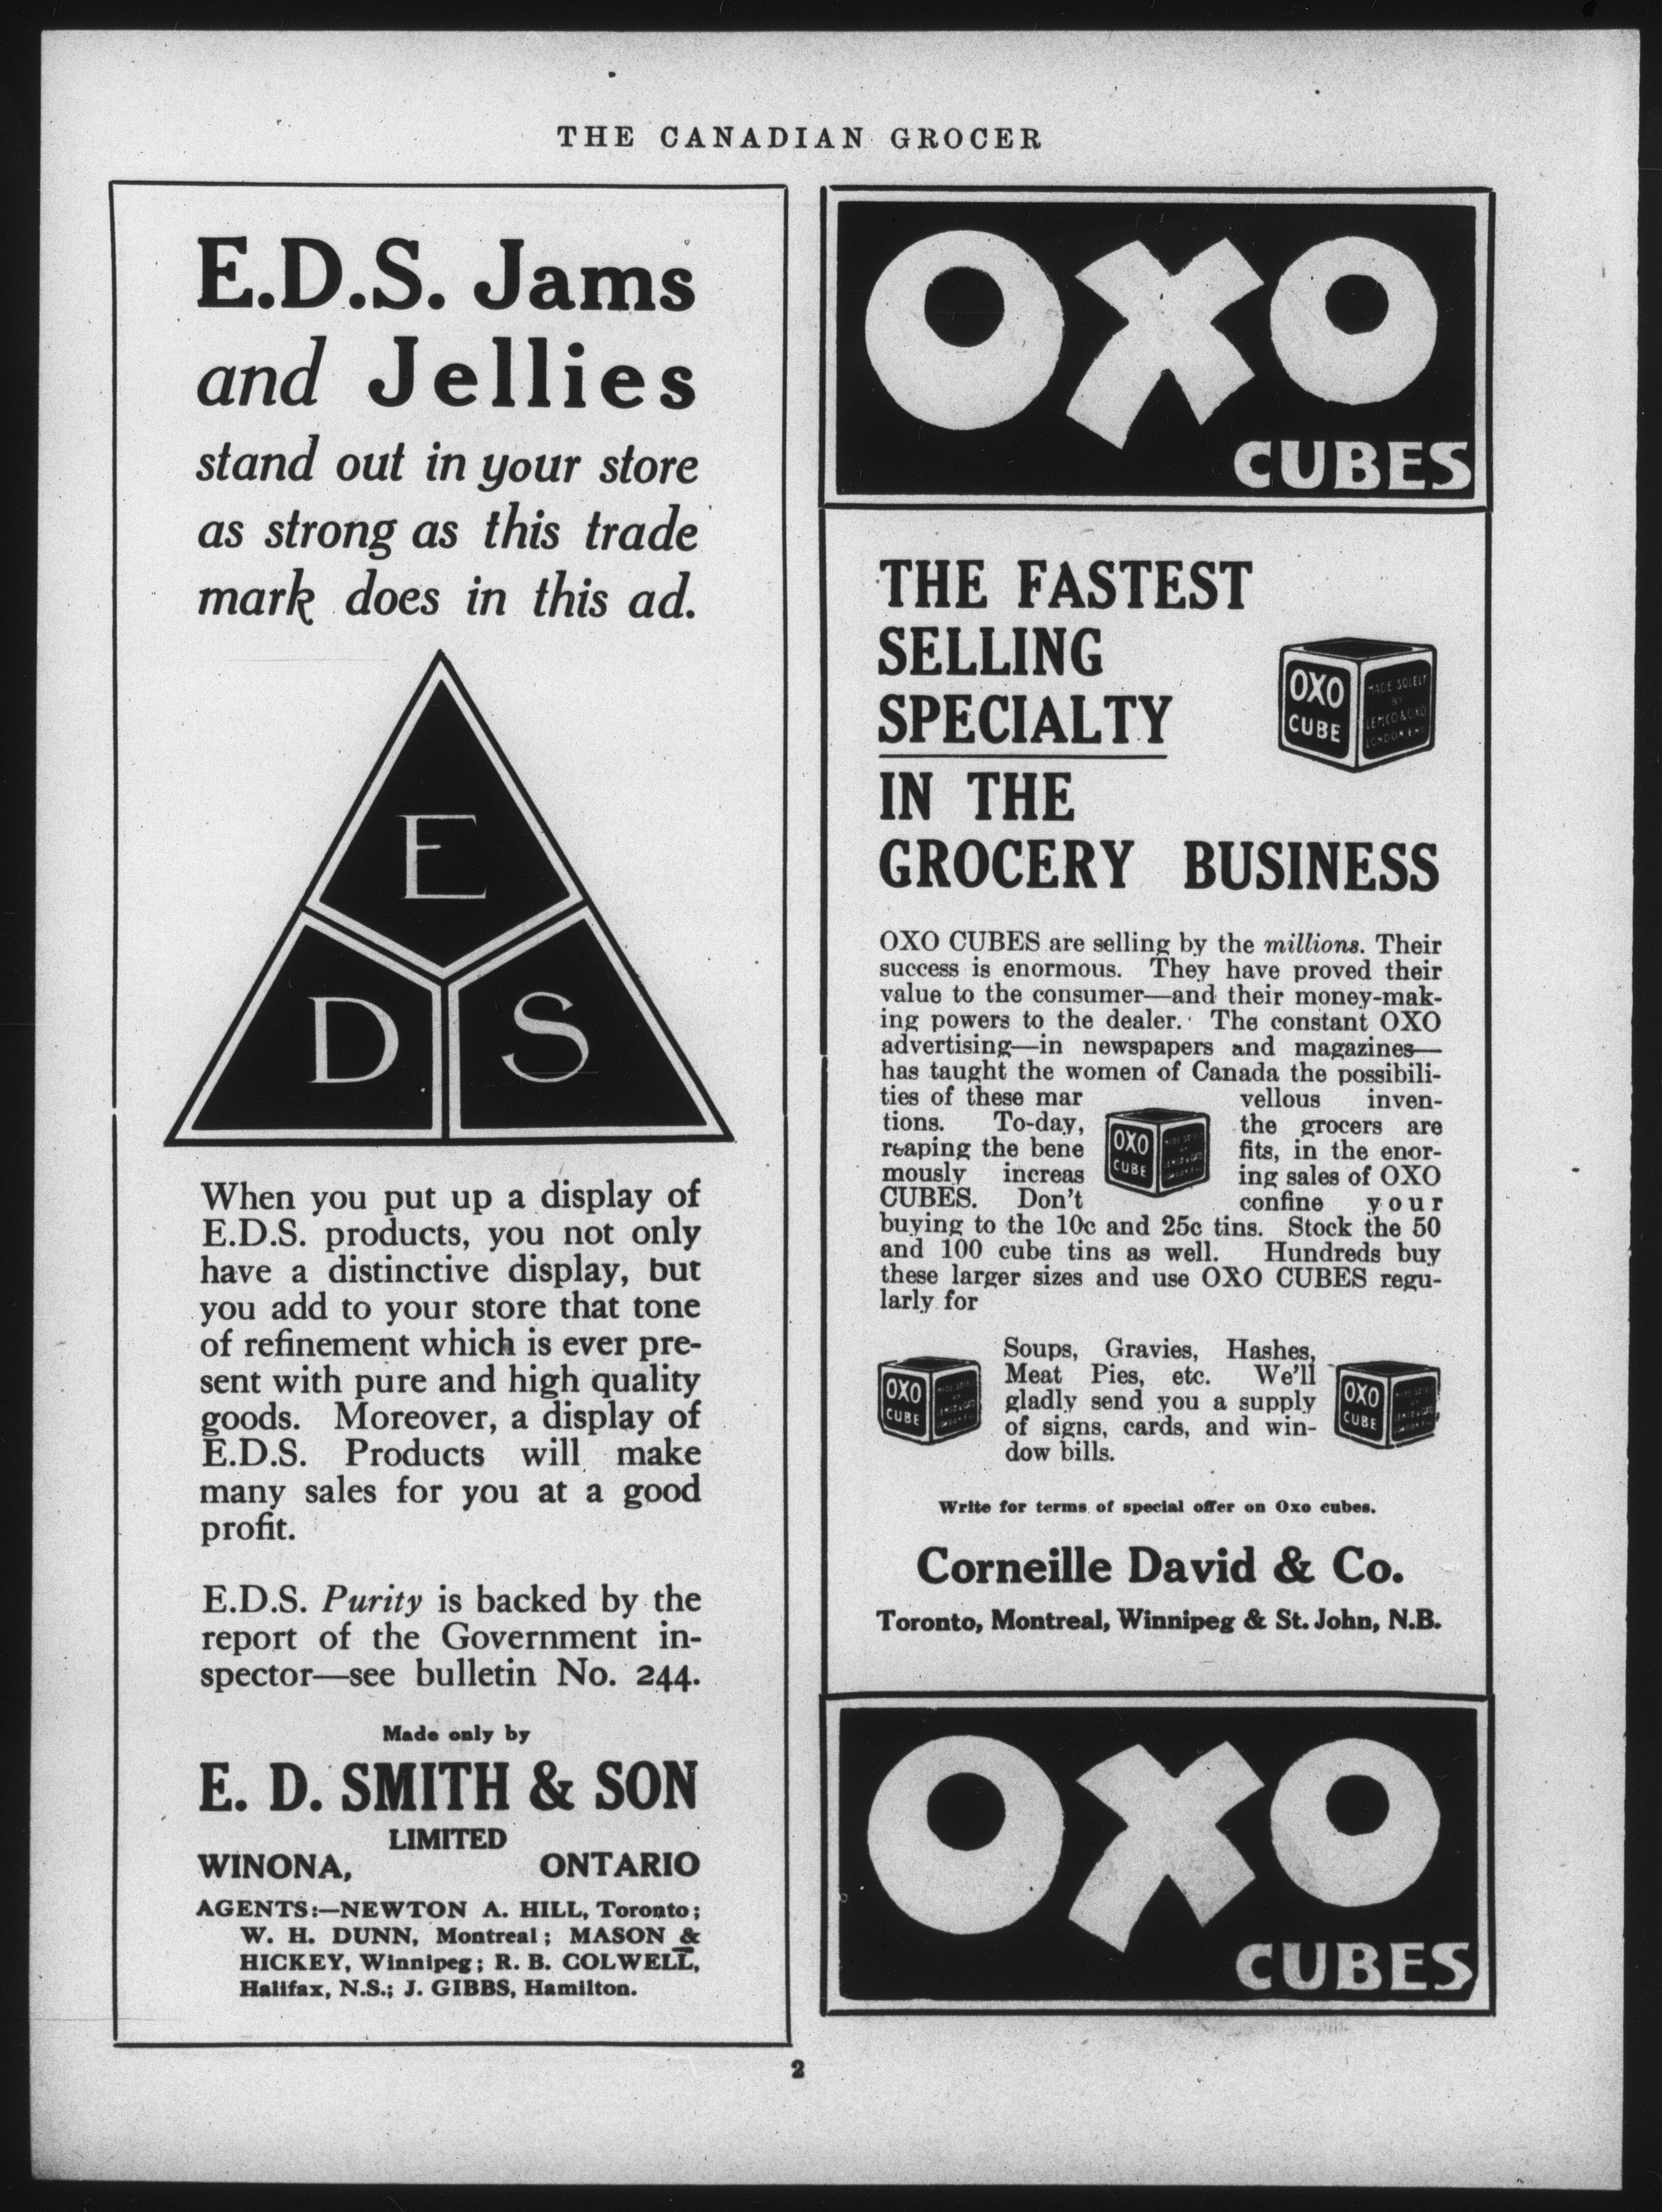 THE CANADIAN GROCER
E.D.S. Jams
and Jellies
stand out in your store
as strong as this trade
mark does in this ad.
E
D S
When you put up a display of
E.D.S. products, you not only
have a distinctive display, but
you add to your store that tone
of refinement which is ever pre-
sent with pure and high quality
goods. Moreover, a display of
E.D.S. Products will make
many sales for you at a good
profit.
E.D.S. Purity is backed by the
report of the Government in-
spector—see bulletin No. 244.
Made only by
E. D. SMITH & SON
LIMITED
WINONA, ONTARIO
AGENTS:—NEWTON A. HILL, Toronto;
W. H. DUNN, Montreal; MASON &
HICKEY, Winnipeg; R. B. COLWELL,
Halifax, N.S.; J. GIBBS, Hamilton.
OXO
CUBES
THE FASTEST
SELLING
SPECIALTY
IN THE
GROCERY BUSINESS
OXO
CUBE
MADE SOLELY
BY
LEMCO & OXO
LONDON ENG
OXO CUBES are selling by the millions. Their
success is enormous. They have proved their
value to the consumer—and their money-mak-
ing powers to the dealer. The constant OXO
advertising—in newspapers and magazines—
has taught the women of Canada the possibili-
ties of these mar vellous inven-
tions. To-day, the grocers are
reaping the bene fits, in the enor-
mously increas ing sales of OXO
CUBES. Don't confine your
OXO
CUBE
buying to the 10c and 25c tins. Stock the 50
and 100 cube tins as well. Hundreds buy
these larger sizes and use OXO CUBES regu-
larly for
OXO
CUBE
Soups, Gravies, Hashes,
Meat Pies, etc. We'll
gladly send you a supply
of signs, cards, and win-
dow bills.
OXO
CUBE
Write for terms of special offer on Oxo cubes.
Corneille David & Co.
Toronto, Montreal, Winnipeg & St. John, N.B.
OXO
CUBES
2